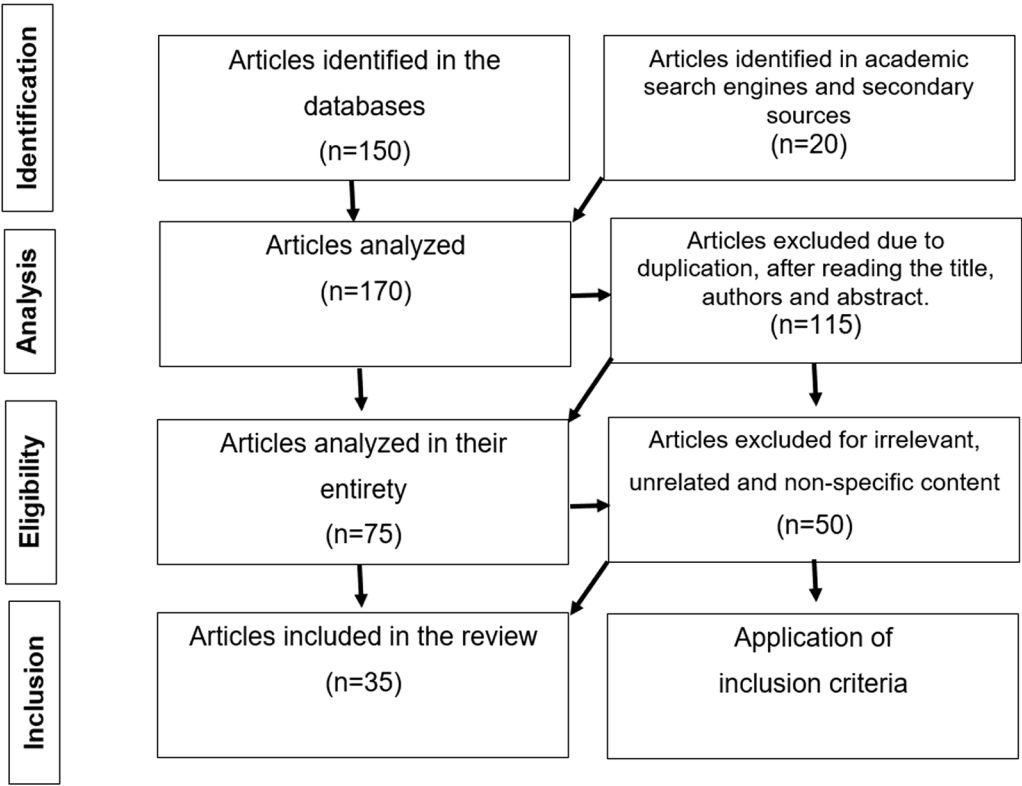 Identification
Articles identified in the
databases
(n=150)
Articles identified in academic
search engines and secondary
sources
(n=20)
Analysis
Articles analyzed
(n=170)
Articles excluded due to
duplication, after reading the title,
authors and abstract.
(n=115)
Eligibility
Articles analyzed in their
entirety
(n=75)
Articles excluded for irrelevant,
unrelated and non-specific content
(n=50)
Inclusion
Articles included in the review
(n=35)
Application of
inclusion criteria